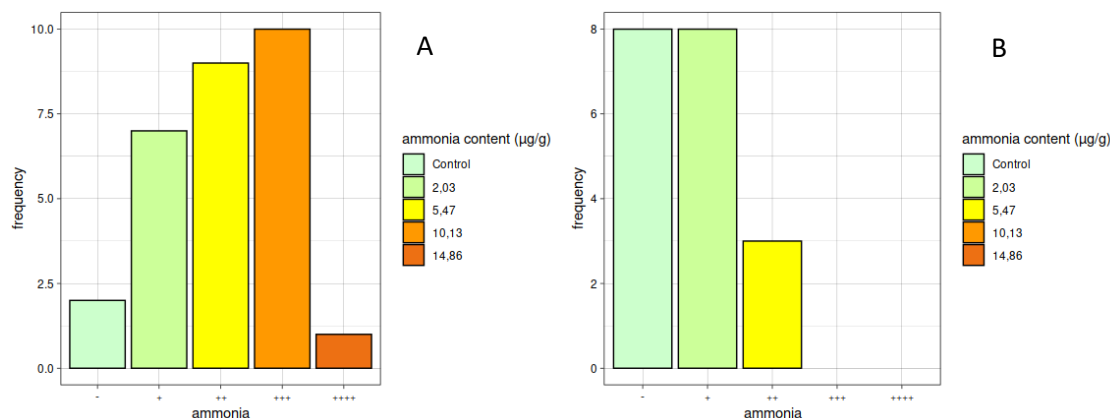 A
frequency
10.0
7.5
5.0
2.5
0.0
- + ++ +++ ++++
ammonia
ammonia content (µg/g)
Control
2,03
5,47
10,13
14,86
B
frequency
8
6
4
2
0
- + ++ +++ ++++
ammonia
ammonia content (µg/g)
Control
2,03
5,47
10,13
14,86